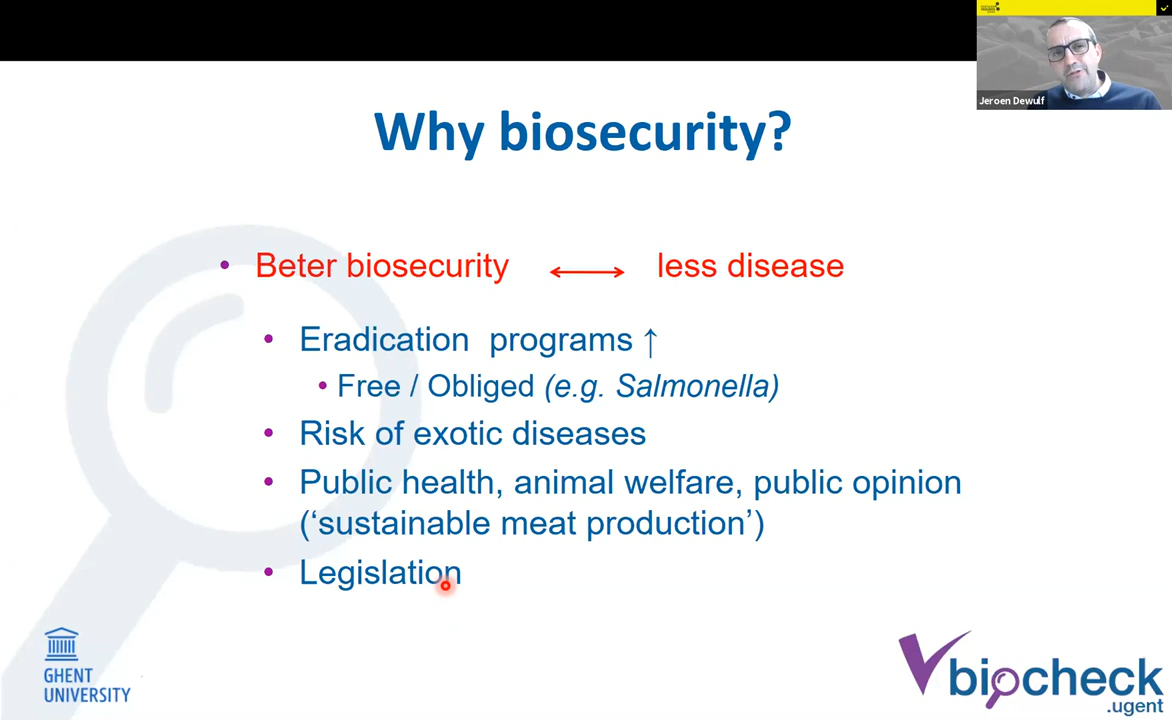 Jeroen Dewulf
Why biosecurity?
• Beter biosecurity ⟷ less disease
• Eradication programs ↑
• Free / Obliged (e.g. Salmonella)
• Risk of exotic diseases
• Public health, animal welfare, public opinion
(‘sustainable meat production’)
• Legislation
GHENT
UNIVERSITY
biocheck
.ugent